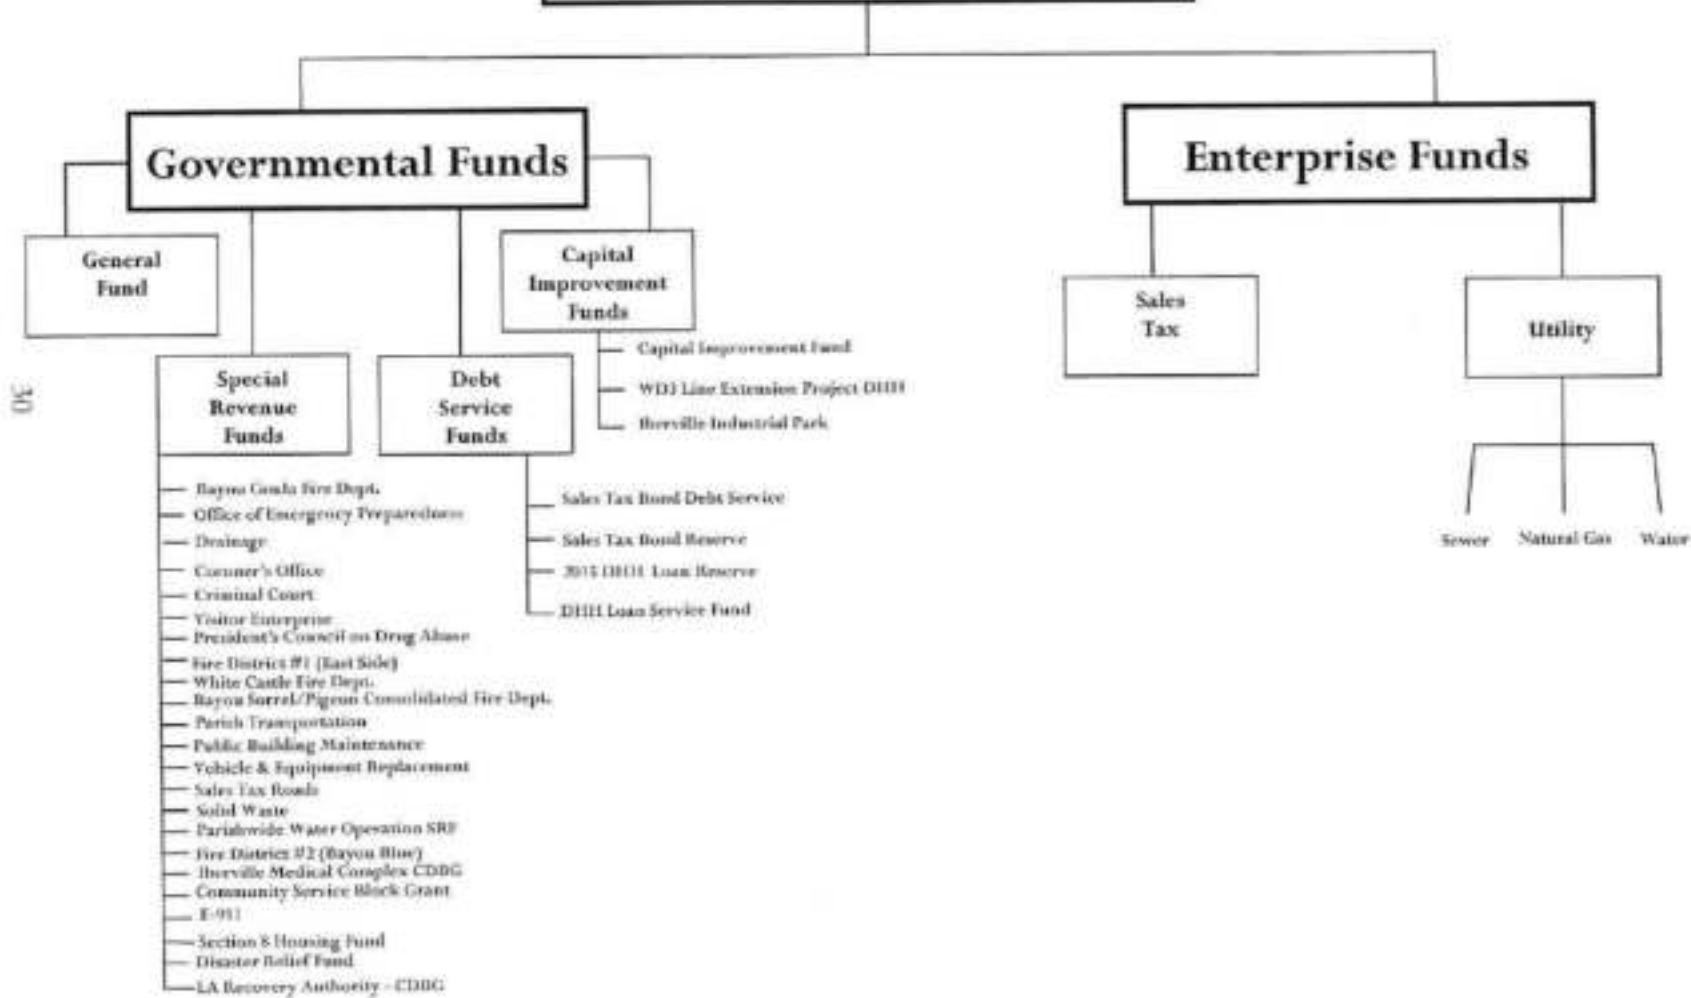 Governmental Funds
Enterprise Funds
General
Fund
Capital
Improvement
Funds
Sales
Tax
Utility
Special
Revenue
Funds
Debt
Service
Funds
Capital Improvement Fund
WD3 Line Extension Project DHH
Iberville Industrial Park
30
Bayou Goula Fire Dept.
Office of Emergency Preparedness
Drainage
Coroner's Office
Criminal Court
Visitor Enterprise
President's Council on Drug Abuse
Fire District #1 (East Side)
White Castle Fire Dept.
Bayou Sorrel/Pigeon Consolidated Fire Dept.
Parish Transportation
Public Building Maintenance
Vehicle & Equipment Replacement
Sales Tax Roads
Solid Waste
Parishwide Water Operation SRF
Fire District #2 (Bayou Blue)
Iberville Medical Complex CDBG
Community Service Block Grant
E-911
Section 8 Housing Fund
Disaster Relief Fund
LA Recovery Authority - CDBG
Sales Tax Bond Debt Service
Sales Tax Bond Reserve
DHH Loan Reserve
DHH Loan Service Fund
Sewer
Natural Gas
Water